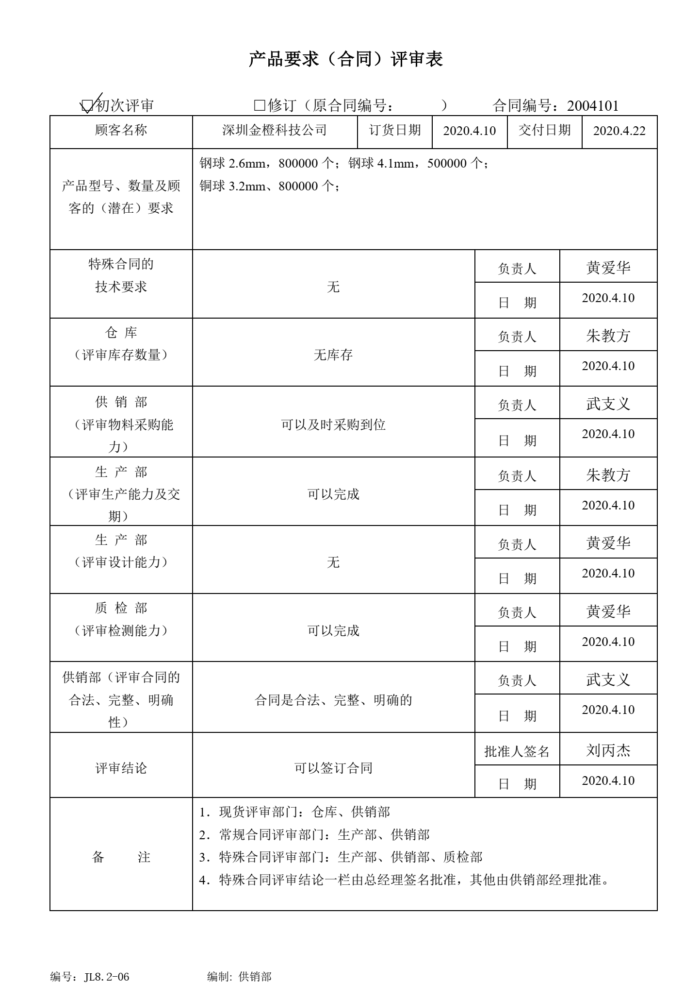 产品要求（合同）评审表
☑初次评审 □修订（原合同编号： ） 合同编号：2004101
顾客名称 深圳金橙科技公司 订货日期 2020.4.10 交付日期 2020.4.22
钢球 2.6mm，800000 个；钢球 4.1mm，500000 个；
铜球 3.2mm、800000 个；
产品型号、数量及顾
客的（潜在）要求
特殊合同的
技术要求
无
负责人 黄爱华
日 期 2020.4.10
仓 库
（评审库存数量）
无库存
负责人 朱教方
日 期 2020.4.10
供 销 部
（评审物料采购能
力）
可以及时采购到位
负责人 武支义
日 期 2020.4.10
生 产 部
（评审生产能力及交
期）
可以完成
负责人 朱教方
日 期 2020.4.10
生 产 部
（评审设计能力）
无
负责人 黄爱华
日 期 2020.4.10
质 检 部
（评审检测能力）
可以完成
负责人 黄爱华
日 期 2020.4.10
供销部（评审合同的
合法、完整、明确
性）
合同是合法、完整、明确的
负责人 武支义
日 期 2020.4.10
评审结论
可以签订合同
批准人签名 刘丙杰
日 期 2020.4.10
备 注
1．现货评审部门：仓库、供销部
2．常规合同评审部门：生产部、供销部
3．特殊合同评审部门：生产部、供销部、质检部
4．特殊合同评审结论一栏由总经理签名批准，其他由供销部经理批准。
编号：JL8.2-06 编制: 供销部